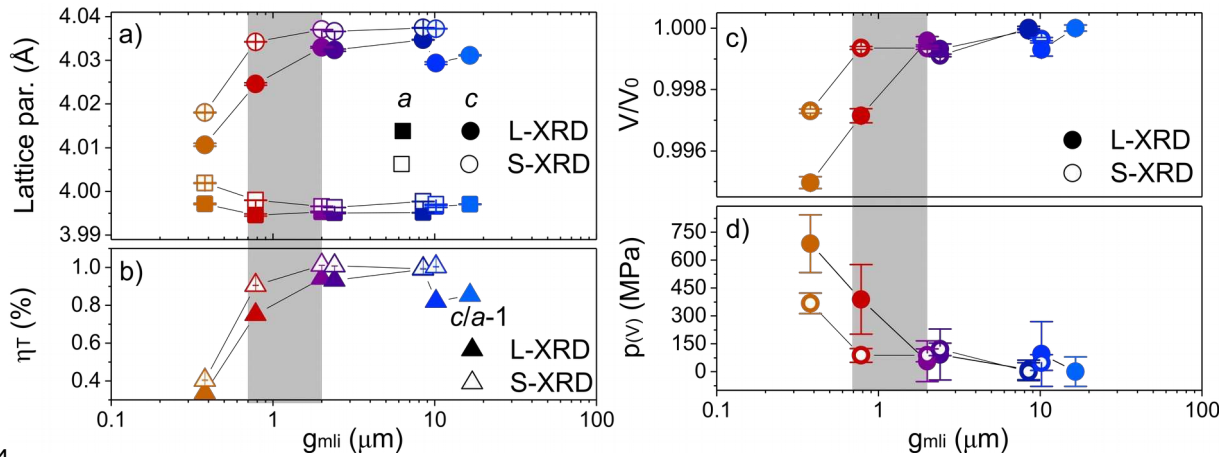 a)
4.04
4.03
4.02
4.01
4.00
3.99
Lattice par. (Å)
a c
L-XRD
S-XRD
b)
1.0
0.8
0.6
0.4
ηT (%)
c/a-1
L-XRD
S-XRD
0.1 1 10 100
gmli (μm)
c)
1.000
0.998
0.996
V/V0
L-XRD
S-XRD
d)
750
600
450
300
150
0
p(V) (MPa)
0.1 1 10 100
gmli (μm)